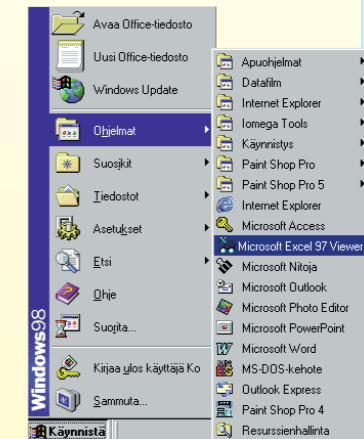 Avaa Office-tiedosto
Uusi Office-tiedosto
Windows Update
Ohjelmat
Suosikit
Tiedostot
Asetukset
Etsi
Ohje
Suorita...
Kirjaa ulos käyttäjä Ko
Sammuta...
Windows98
Käynnistä
Apuohjelmat
Datafilm
Internet Explorer
Iomega Tools
Käynnistys
Paint Shop Pro
Paint Shop Pro 5
Internet Explorer
Microsoft Access
Microsoft Excel 97 Viewer
Microsoft Nitoja
Microsoft Outlook
Microsoft Photo Editor
Microsoft PowerPoint
Microsoft Word
MS-DOS-kehote
Outlook Express
Paint Shop Pro 4
Resurssienhallinta